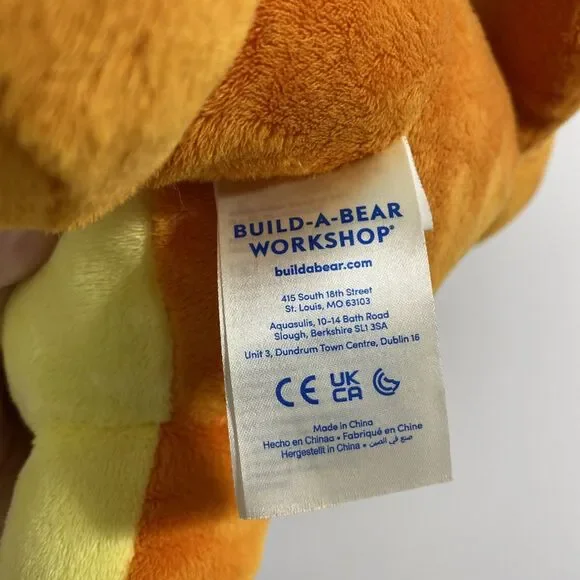 BUILD-A-BEAR
WORKSHOP®
buildabear.com
415 South 18th Street
St. Louis, MO 63103
Aquasulis, 10-14 Bath Road
Slough, Berkshire SL1 3SA
Unit 3, Dundrum Town Centre, Dublin 16
CE UK
CA
Made in China
Hecho en Chinaa • Fabriqué en Chine
Hergestellt in China • صنع في الصين